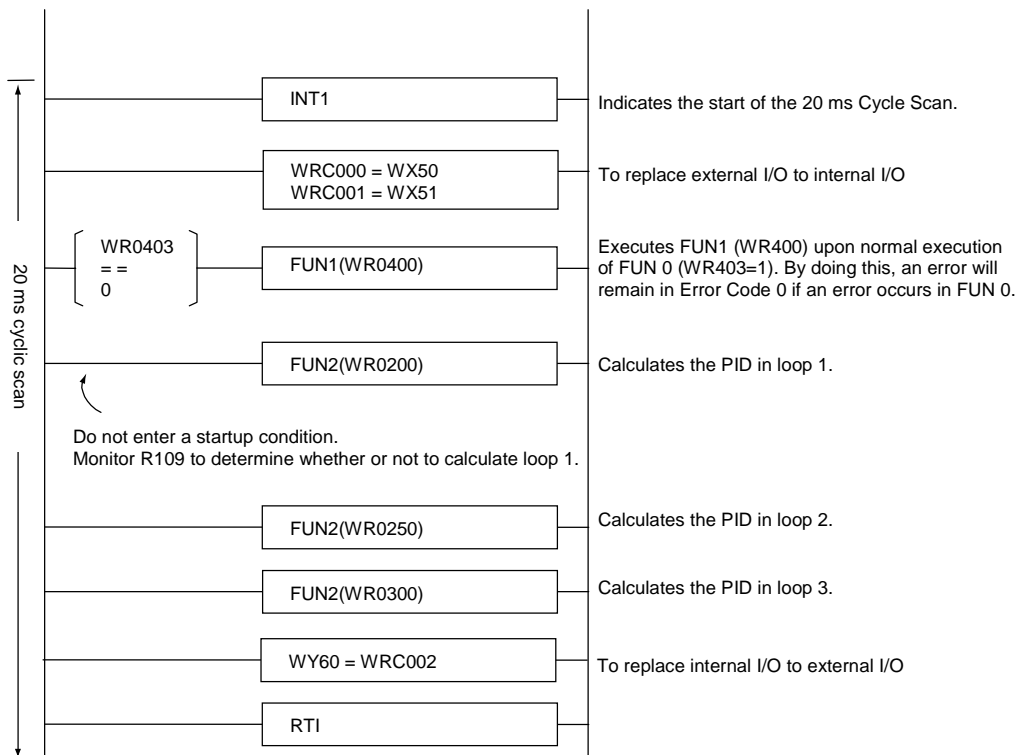 INT1
Indicates the start of the 20 ms Cycle Scan.
WRC000 = WX50
WRC001 = WX51
To replace external I/O to internal I/O
WR0403
= =
0
FUN1(WR0400)
Executes FUN1 (WR400) upon normal execution
of FUN 0 (WR403=1). By doing this, an error will
remain in Error Code 0 if an error occurs in FUN 0.
20 ms cyclic scan
FUN2(WR0200)
Calculates the PID in loop 1.
Do not enter a startup condition.
Monitor R109 to determine whether or not to calculate loop 1.
FUN2(WR0250)
Calculates the PID in loop 2.
FUN2(WR0300)
Calculates the PID in loop 3.
WY60 = WRC002
To replace internal I/O to external I/O
RTI